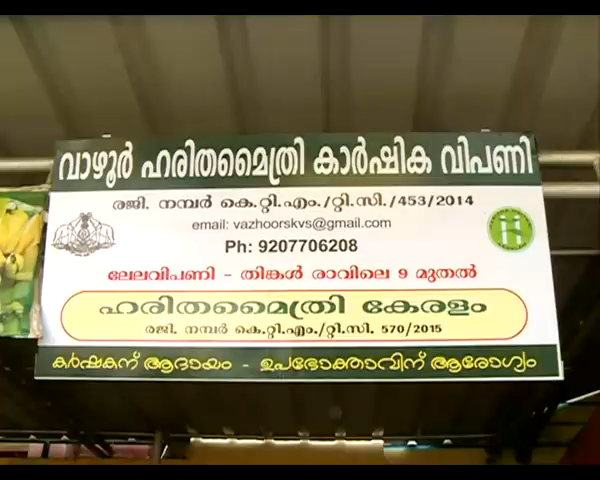 വാഴൂർ ഹരിതമൈത്രി കാർഷിക വിപണി
രജി. നമ്പർ കെ.റ്റി.എം./റ്റി.സി./453/2014
email: vazhoorskvs@gmail.com
Ph: 9207706208
ലേലവിപണി - തിങ്കൾ രാവിലെ 9 മുതൽ
ഹരിതമൈത്രി കേരളം
രജി. നമ്പർ കെ.റ്റി.എം./റ്റി.സി. 570/2015
കർഷകന് ആദായം - ഉപഭോക്താവിന് ആരോഗ്യം